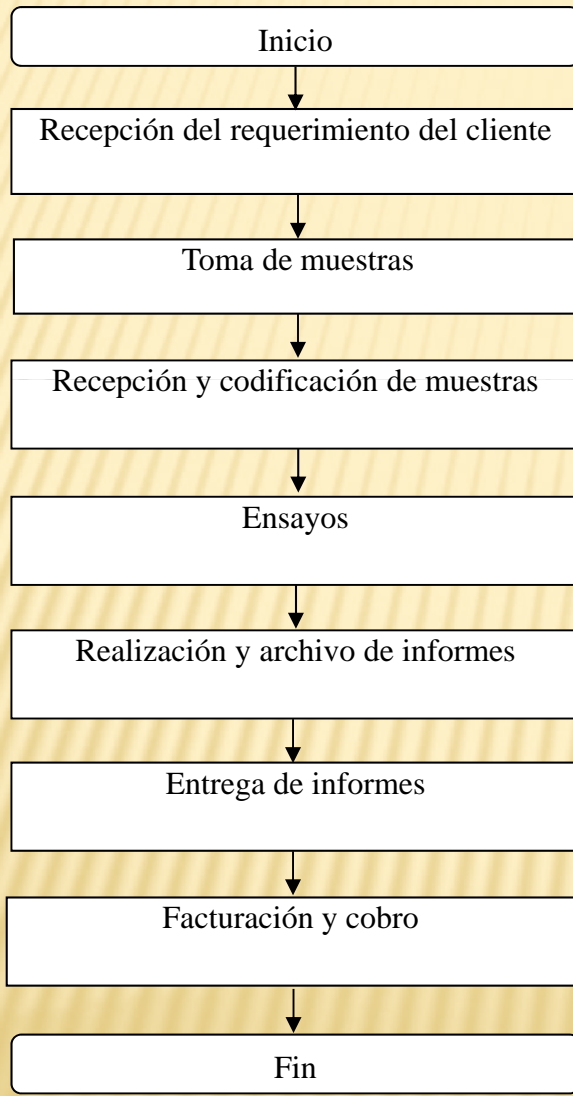 Inicio
Recepción del requerimiento del cliente
Toma de muestras
Recepción y codificación de muestras
Ensayos
Realización y archivo de informes
Entrega de informes
Facturación y cobro
Fin